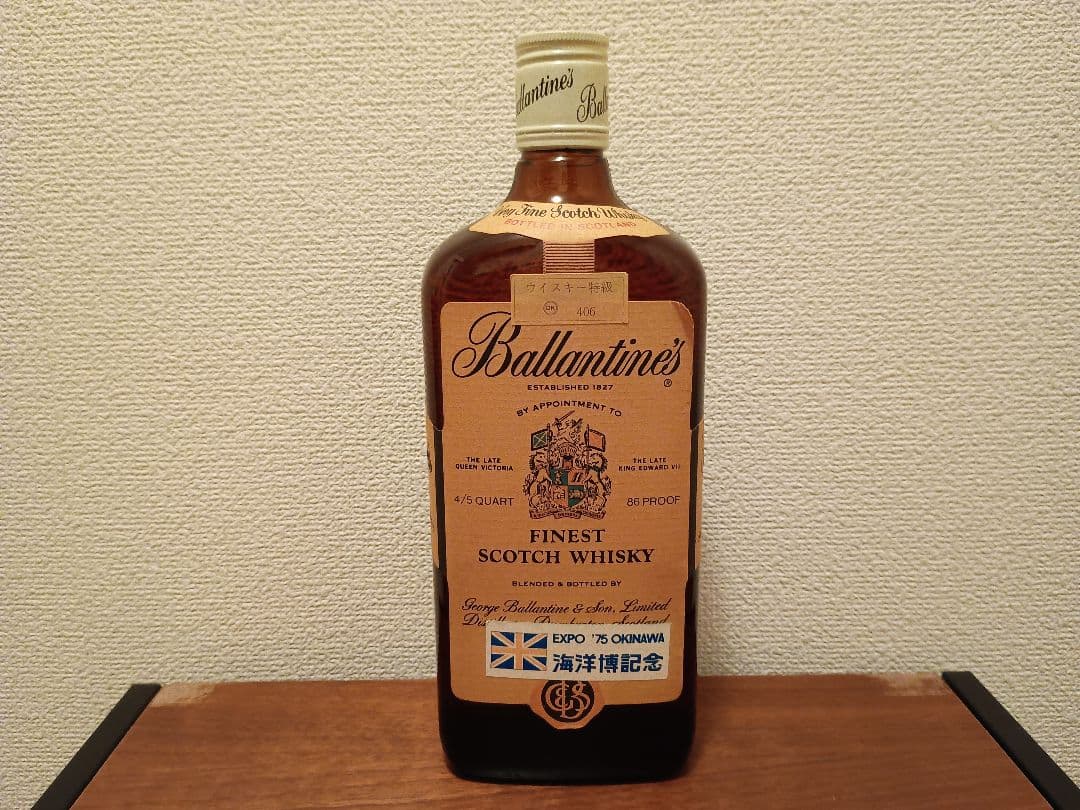 Ballantine's
Very Fine Scotch Whisky
BOTTLED IN SCOTLAND
ウイスキー特級
OK 406
Ballantine's®
ESTABLISHED 1827
BY APPOINTMENT TO
THE LATE
QUEEN VICTORIA
THE LATE
KING EDWARD VII
4/5 QUART
86 PROOF
FINEST
SCOTCH WHISKY
BLENDED & BOTTLED BY
George Ballantine & Son, Limited
Scotland
EXPO '75 OKINAWA
海洋博記念